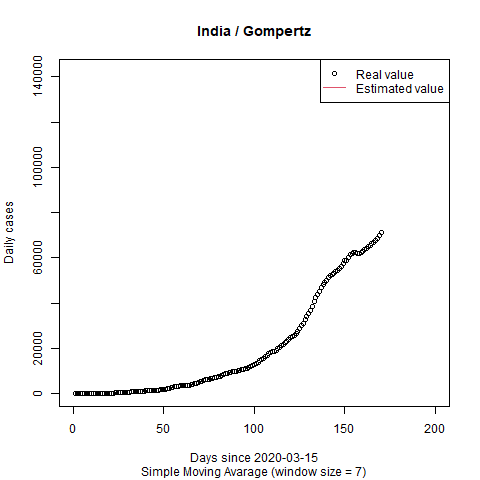 India / Gompertz
Real value
Estimated value
Daily cases
0
20000
60000
100000
140000
0
50
100
150
200
Days since 2020-03-15
Simple Moving Avarage (window size = 7)